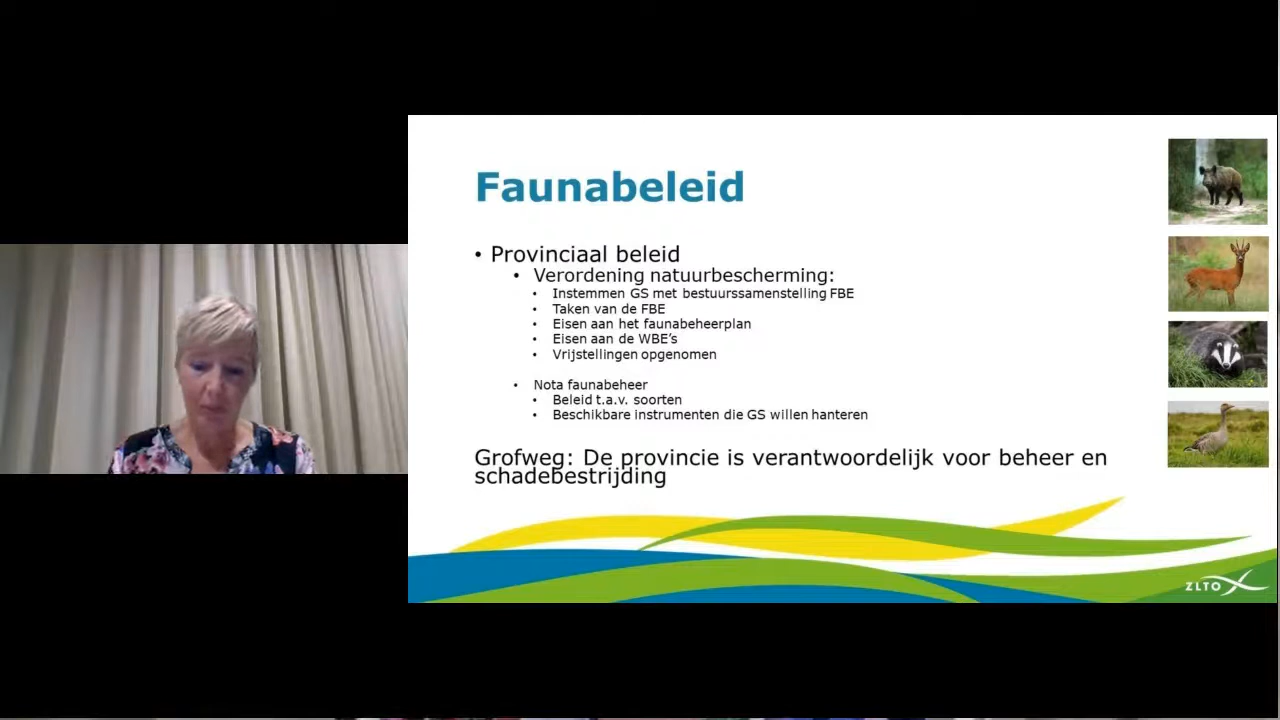 Faunabeleid
• Provinciaal beleid
• Verordening natuurbescherming:
• Instemmen GS met bestuurssamenstelling FBE
• Taken van de FBE
• Eisen aan het faunabeheerplan
• Eisen aan de WBE's
• Vrijstellingen opgenomen
• Nota faunabeheer
• Beleid t.a.v. soorten
• Beschikbare instrumenten die GS willen hanteren
Grofweg: De provincie is verantwoordelijk voor beheer en
schadebestrijding
ZLTO